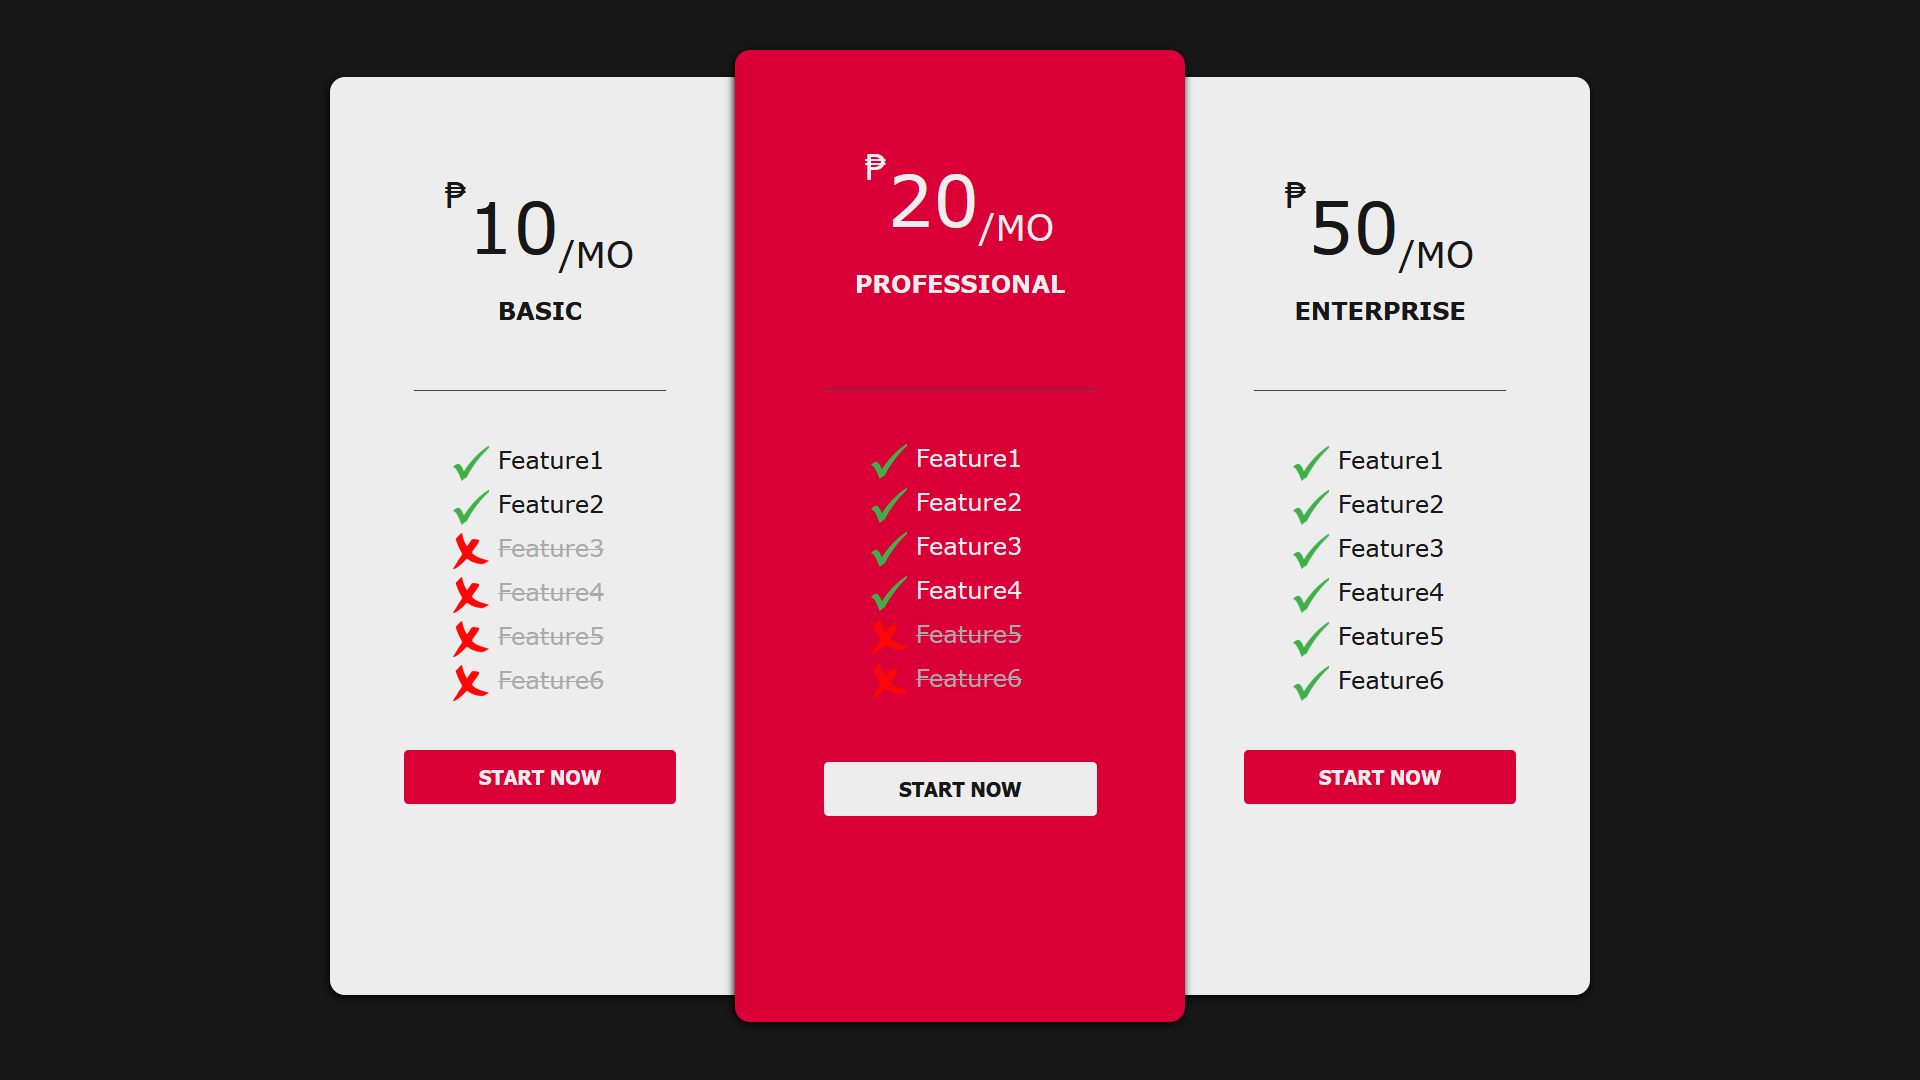 ₱10/MO
BASIC
Feature1
Feature2
Feature3
Feature4
Feature5
Feature6
START NOW
₱20/MO
PROFESSIONAL
Feature1
Feature2
Feature3
Feature4
Feature5
Feature6
START NOW
₱50/MO
ENTERPRISE
Feature1
Feature2
Feature3
Feature4
Feature5
Feature6
START NOW